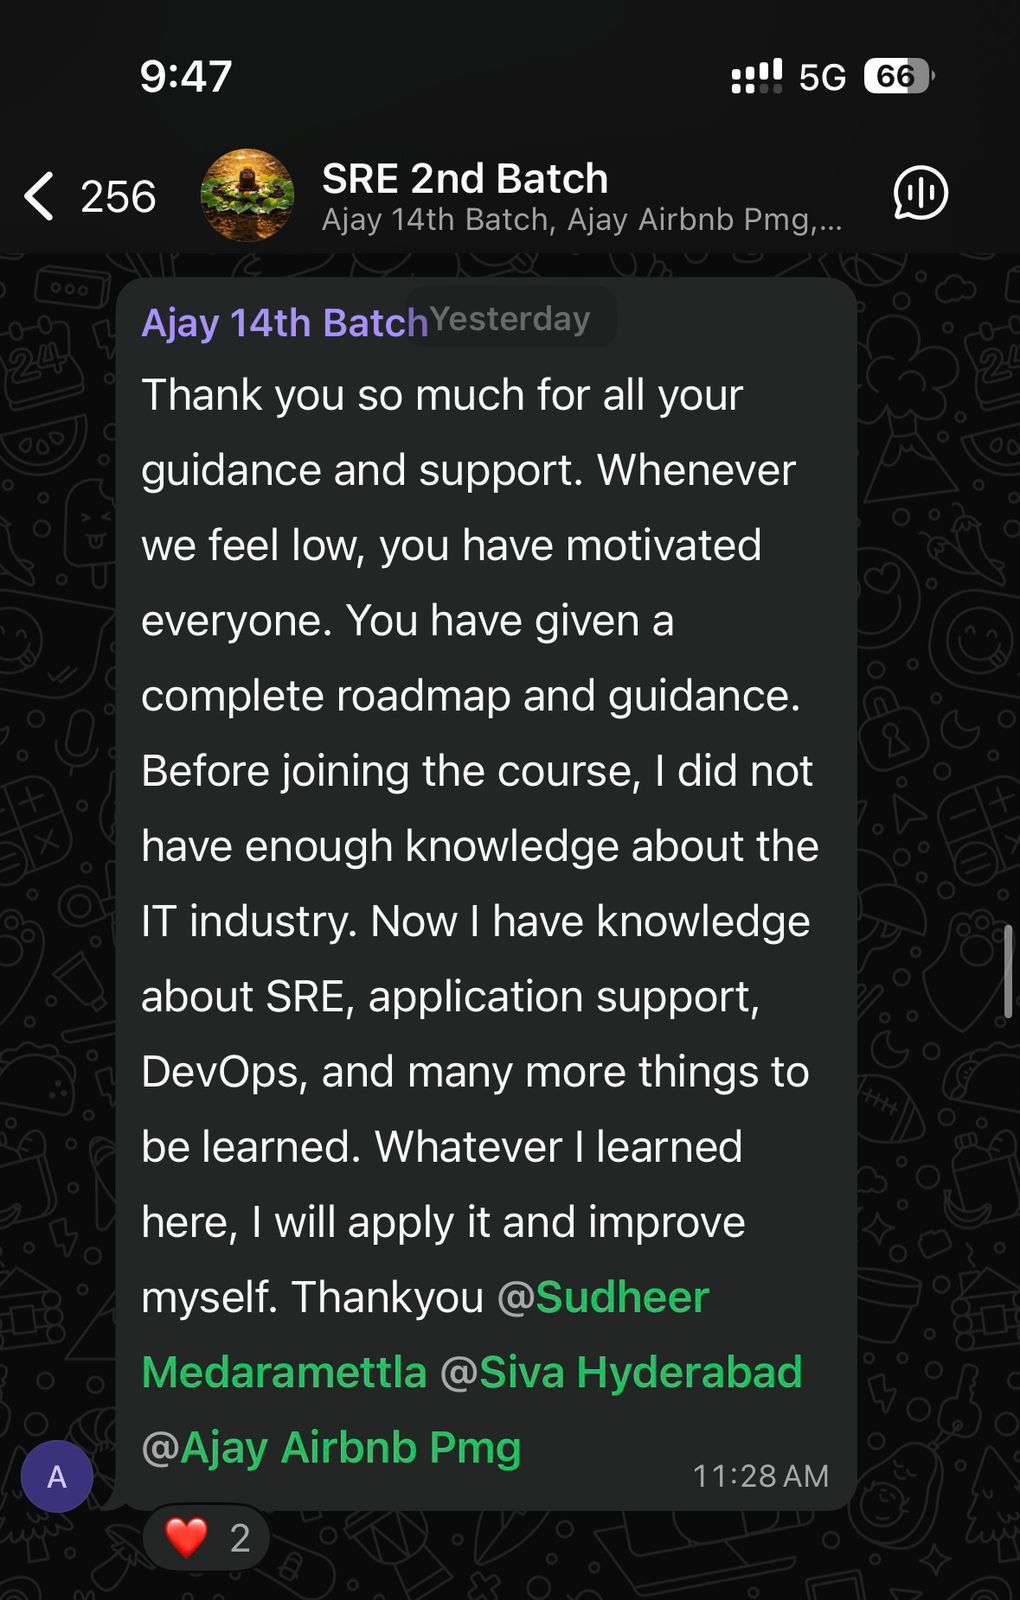 9:47
5G 66
256
SRE 2nd Batch
Ajay 14th Batch, Ajay Airbnb Pmg,...
Ajay 14th Batch
Yesterday
Thank you so much for all your
guidance and support. Whenever
we feel low, you have motivated
everyone. You have given a
complete roadmap and guidance.
Before joining the course, I did not
have enough knowledge about the
IT industry. Now I have knowledge
about SRE, application support,
DevOps, and many more things to
be learned. Whatever I learned
here, I will apply it and improve
myself. Thankyou @Sudheer
Medaramettla @Siva Hyderabad
@Ajay Airbnb Pmg
11:28 AM
A
❤️ 2